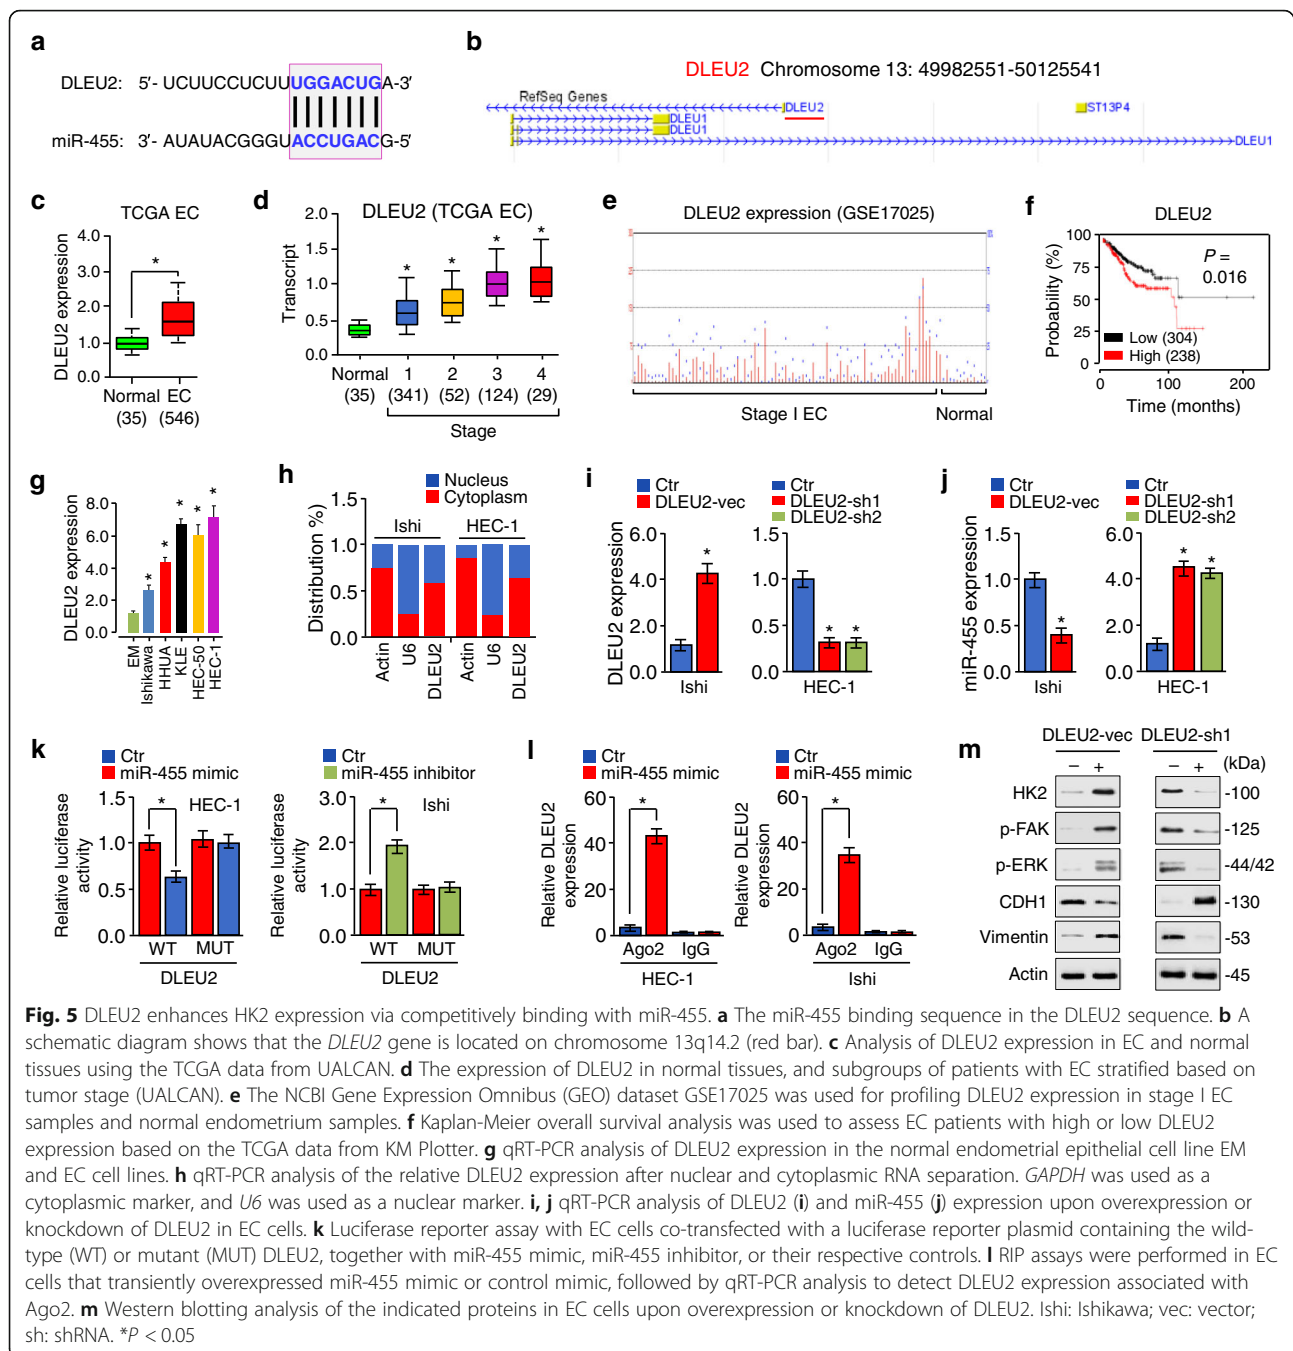 a
DLEU2: 5′- UCUUCCUCUUUGGACUGA-3′
miR-455: 3′- AUAUACGGGUACCUGACG-5′
b
DLEU2 Chromosome 13: 49982551-50125541
RefSeq Genes
DLEU2
ST13P4
DLEU1
DLEU1
DLEU1
c
TCGA EC
DLEU2 expression
4.0
3.0
2.0
1.0
0.0
*
Normal EC
(35) (546)
d
DLEU2 (TCGA EC)
Transcript
2.0
1.5
1.0
0.5
0.0
* * * *
Normal 1 2 3 4
(35) (341) (52) (124) (29)
Stage
e
DLEU2 expression (GSE17025)
Stage I EC Normal
f
DLEU2
Probability (%)
100
75
50
25
0
P =
0.016
Low (304)
High (238)
0 100 200
Time (months)
g
DLEU2 expression
8.0
6.0
4.0
2.0
0.0
* * * * *
EM
Ishikawa
HHUA
KLE
HEC-50
HEC-1
h
Nucleus
Cytoplasm
Distribution %)
Ishi HEC-1
1.0
0.5
0.0
Actin U6 DLEU2 Actin U6 DLEU2
i
Ctr
DLEU2-vec
DLEU2 expression
6.0
4.0
2.0
0.0
*
Ishi
Ctr
DLEU2-sh1
DLEU2-sh2
1.5
1.0
0.5
0.0
* *
HEC-1
j
Ctr
DLEU2-vec
miR-455 expression
1.5
1.0
0.5
0.0
*
Ishi
Ctr
DLEU2-sh1
DLEU2-sh2
6.0
4.0
2.0
0.0
* *
HEC-1
k
Ctr
miR-455 mimic
Relative luciferase
activity
1.5
1.0
0.5
0.0
* HEC-1
WT MUT
DLEU2
Ctr
miR-455 inhibitor
Relative luciferase
activity
3.0
2.0
1.0
0.0
* Ishi
WT MUT
DLEU2
l
Ctr
miR-455 mimic
Relative DLEU2
expression
60
40
20
0
*
Ago2 IgG
HEC-1
Ctr
miR-455 mimic
Relative DLEU2
expression
60
40
20
0
*
Ago2 IgG
Ishi
m
DLEU2-vec DLEU2-sh1
− + − + (kDa)
HK2 -100
p-FAK -125
p-ERK -44/42
CDH1 -130
Vimentin -53
Actin -45
Fig. 5 DLEU2 enhances HK2 expression via competitively binding with miR-455. a The miR-455 binding sequence in the DLEU2 sequence. b A
schematic diagram shows that the DLEU2 gene is located on chromosome 13q14.2 (red bar). c Analysis of DLEU2 expression in EC and normal
tissues using the TCGA data from UALCAN. d The expression of DLEU2 in normal tissues, and subgroups of patients with EC stratified based on
tumor stage (UALCAN). e The NCBI Gene Expression Omnibus (GEO) dataset GSE17025 was used for profiling DLEU2 expression in stage I EC
samples and normal endometrium samples. f Kaplan-Meier overall survival analysis was used to assess EC patients with high or low DLEU2
expression based on the TCGA data from KM Plotter. g qRT-PCR analysis of DLEU2 expression in the normal endometrial epithelial cell line EM
and EC cell lines. h qRT-PCR analysis of the relative DLEU2 expression after nuclear and cytoplasmic RNA separation. GAPDH was used as a
cytoplasmic marker, and U6 was used as a nuclear marker. i, j qRT-PCR analysis of DLEU2 (i) and miR-455 (j) expression upon overexpression or
knockdown of DLEU2 in EC cells. k Luciferase reporter assay with EC cells co-transfected with a luciferase reporter plasmid containing the wild-
type (WT) or mutant (MUT) DLEU2, together with miR-455 mimic, miR-455 inhibitor, or their respective controls. l RIP assays were performed in EC
cells that transiently overexpressed miR-455 mimic or control mimic, followed by qRT-PCR analysis to detect DLEU2 expression associated with
Ago2. m Western blotting analysis of the indicated proteins in EC cells upon overexpression or knockdown of DLEU2. Ishi: Ishikawa; vec: vector;
sh: shRNA. *P < 0.05